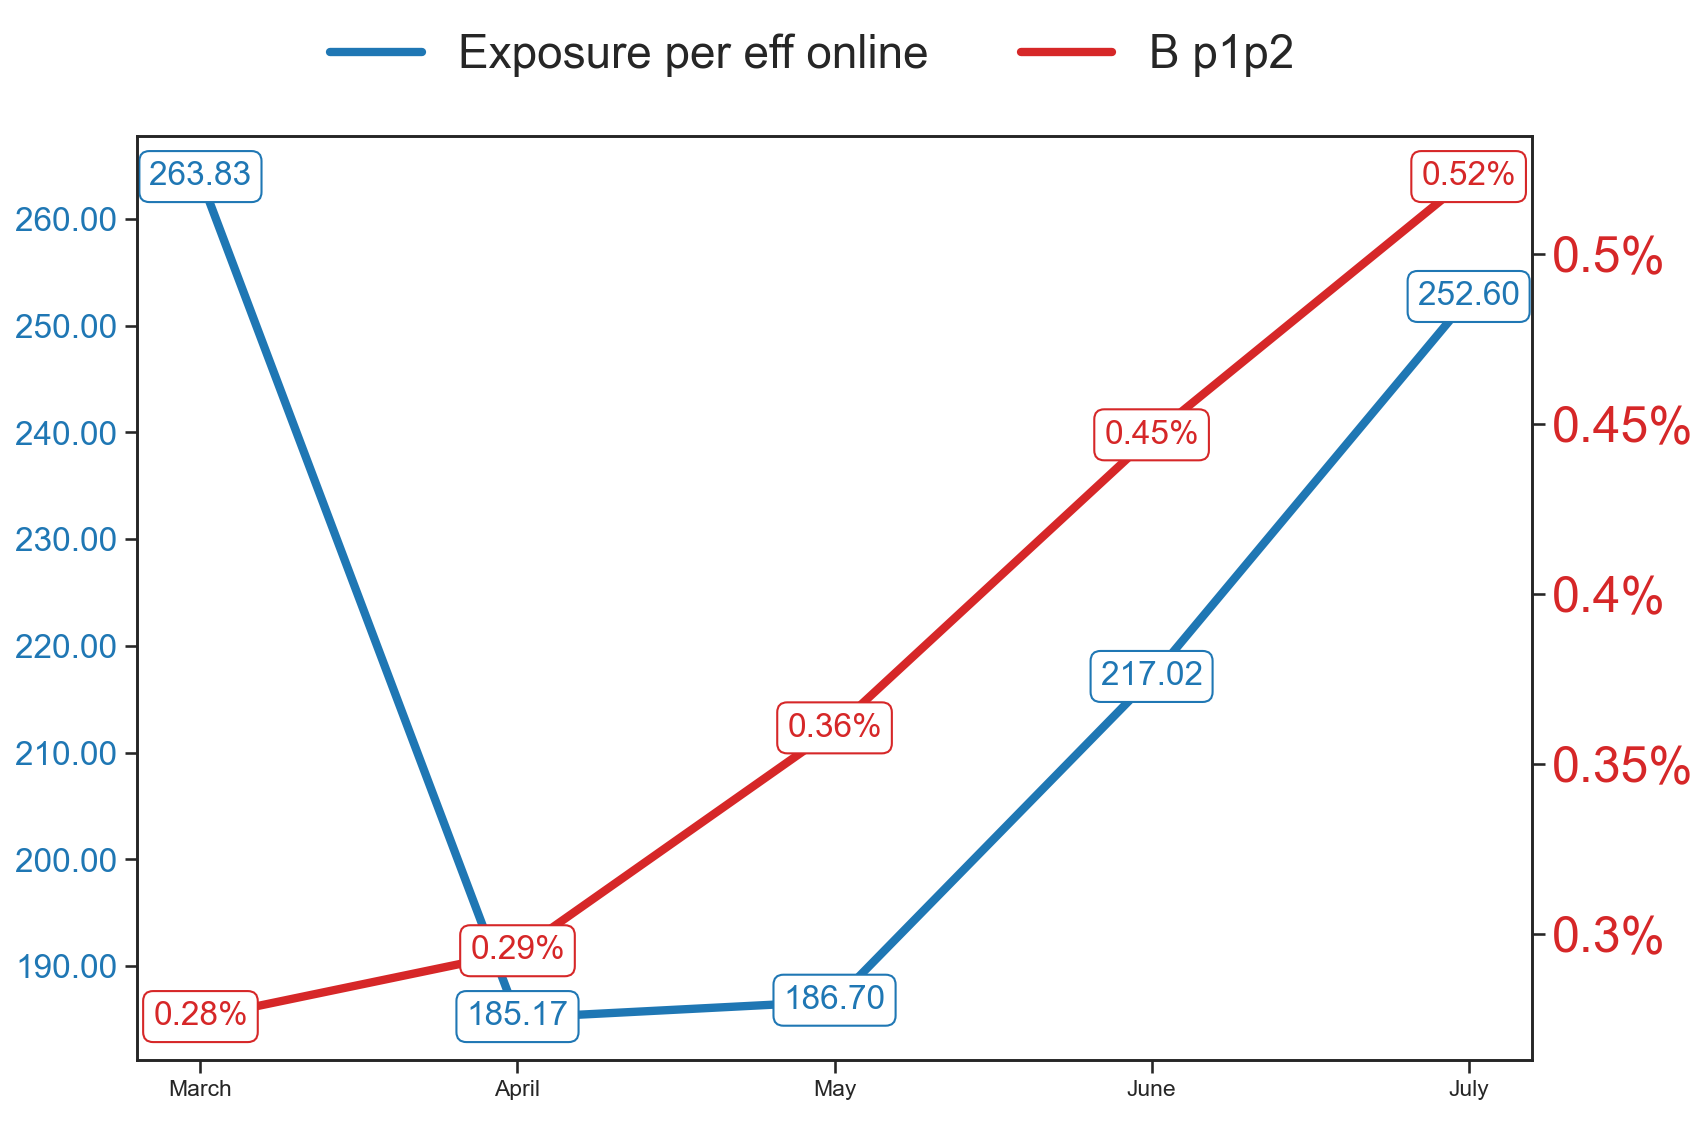 Exposure per eff online B p1p2
263.83 0.52%
260.00 0.5%
252.60
250.00
240.00 0.45% 0.45%
230.00
220.00 0.4%
217.02
210.00 0.36% 0.35%
200.00
190.00 0.29% 0.3%
0.28% 185.17 186.70
March April May June July